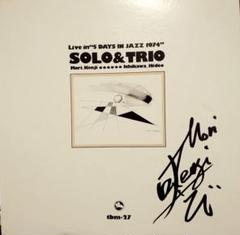 Live in "5 DAYS IN JAZZ 1974"
SOLO & TRIO
Mori, Kenji ●●●●●● Ishikawa, Hideo
Mori
Kenji
tbm-27